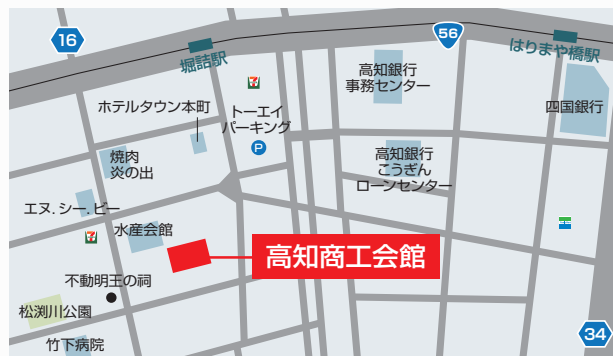 16
56
堀詰駅
はりまや橋駅
高知銀行
事務センター
四国銀行
ホテルタウン本町
トーエイ
パーキング
P
焼肉
炎の出
高知銀行
こうぎん
ローンセンター
エヌ.シー.ビー
水産会館
高知商工会館
不動明王の祠
松渕川公園
竹下病院
34
7
7